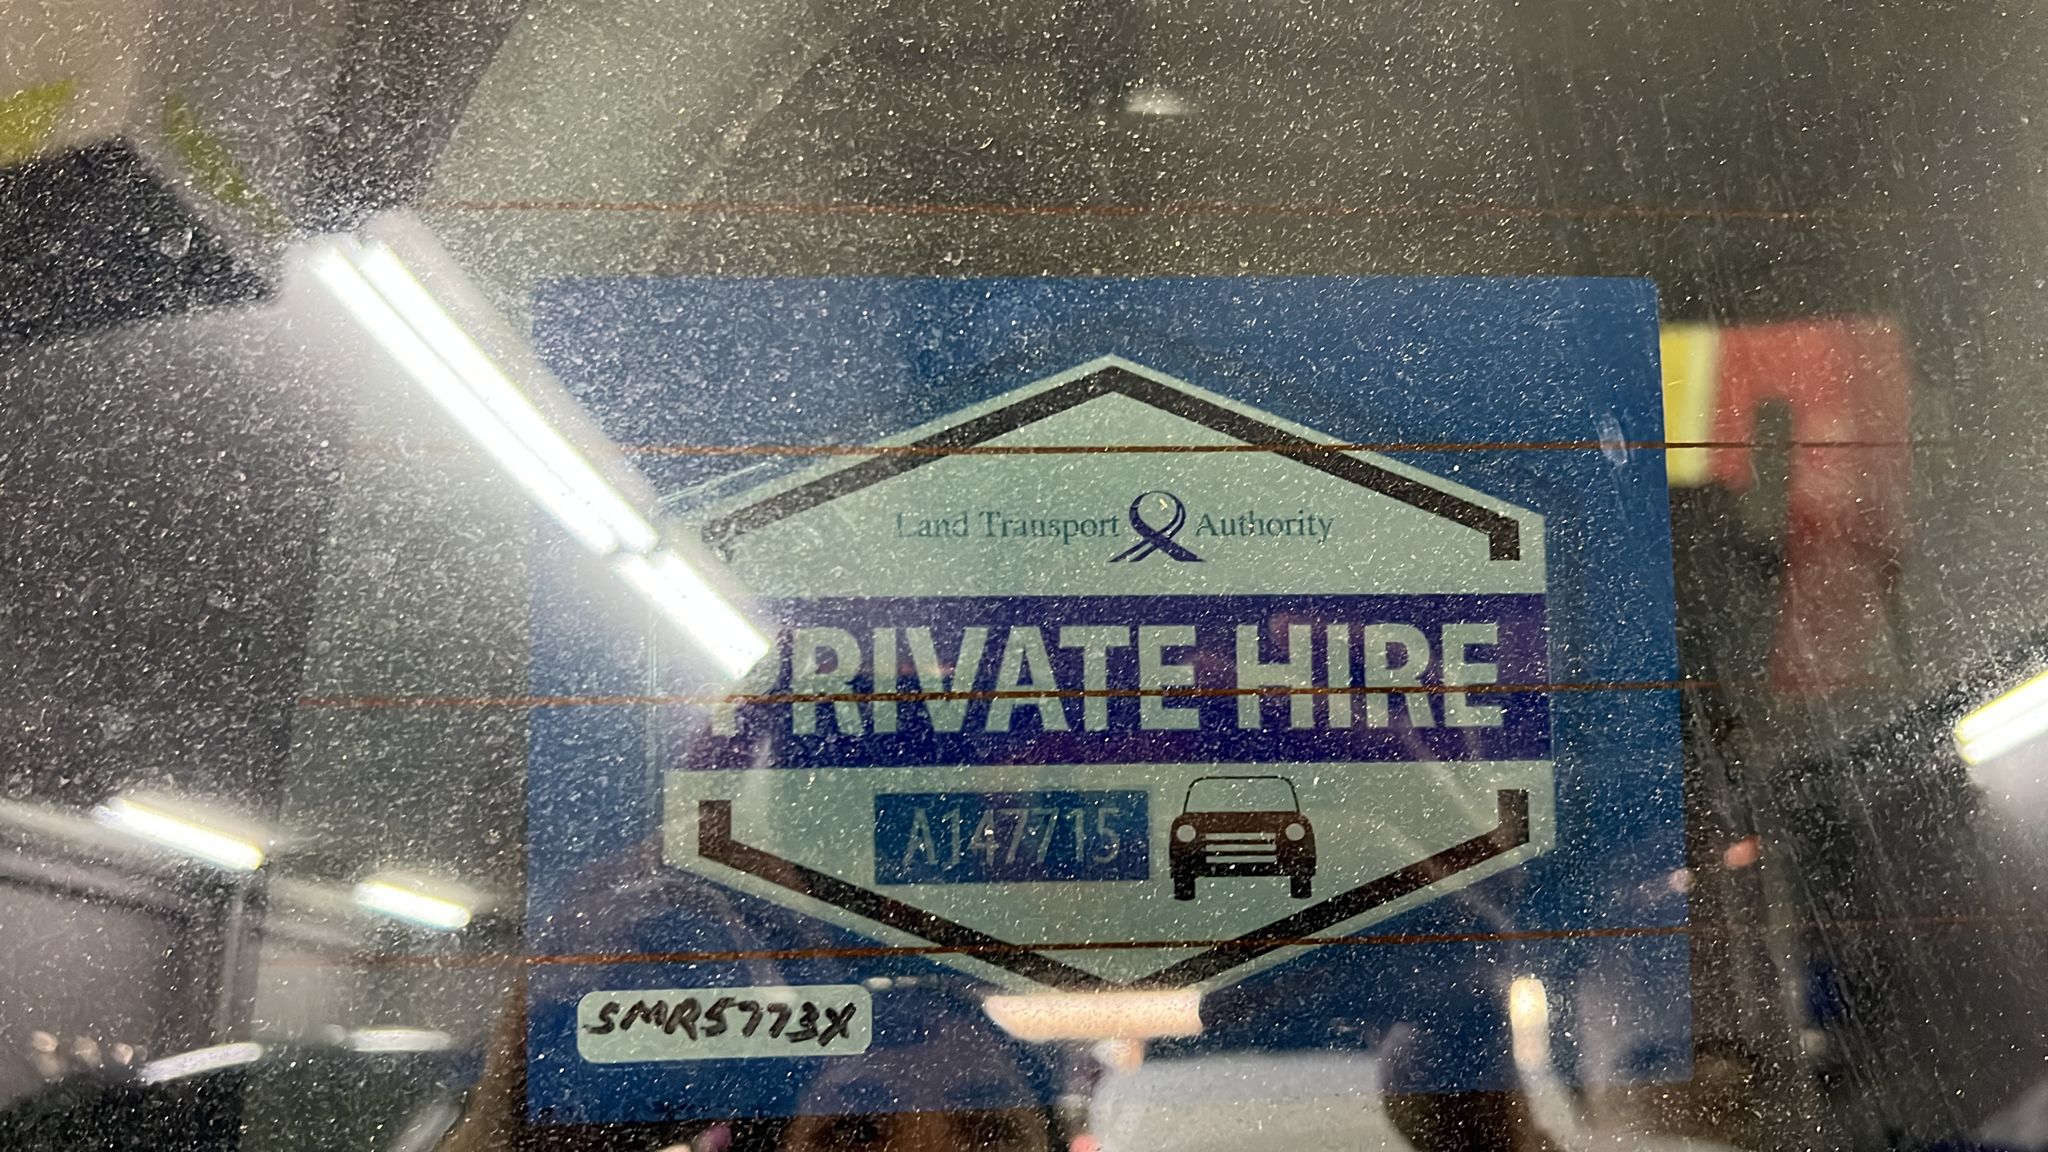 Land Transport Authority
PRIVATE HIRE
A147715
SMR5773X